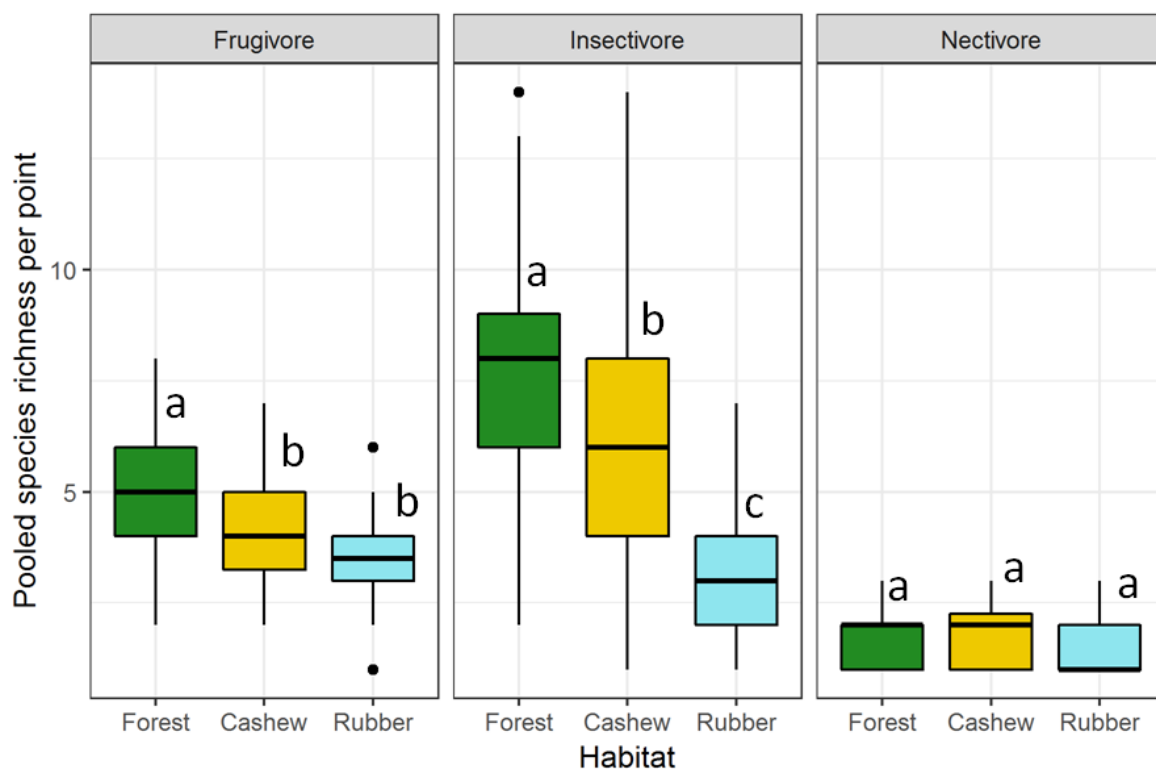 Frugivore Insectivore Nectivore
Pooled species richness per point
10
5
a b b
a b c
a a a
Forest Cashew Rubber Forest Cashew Rubber Forest Cashew Rubber
Habitat